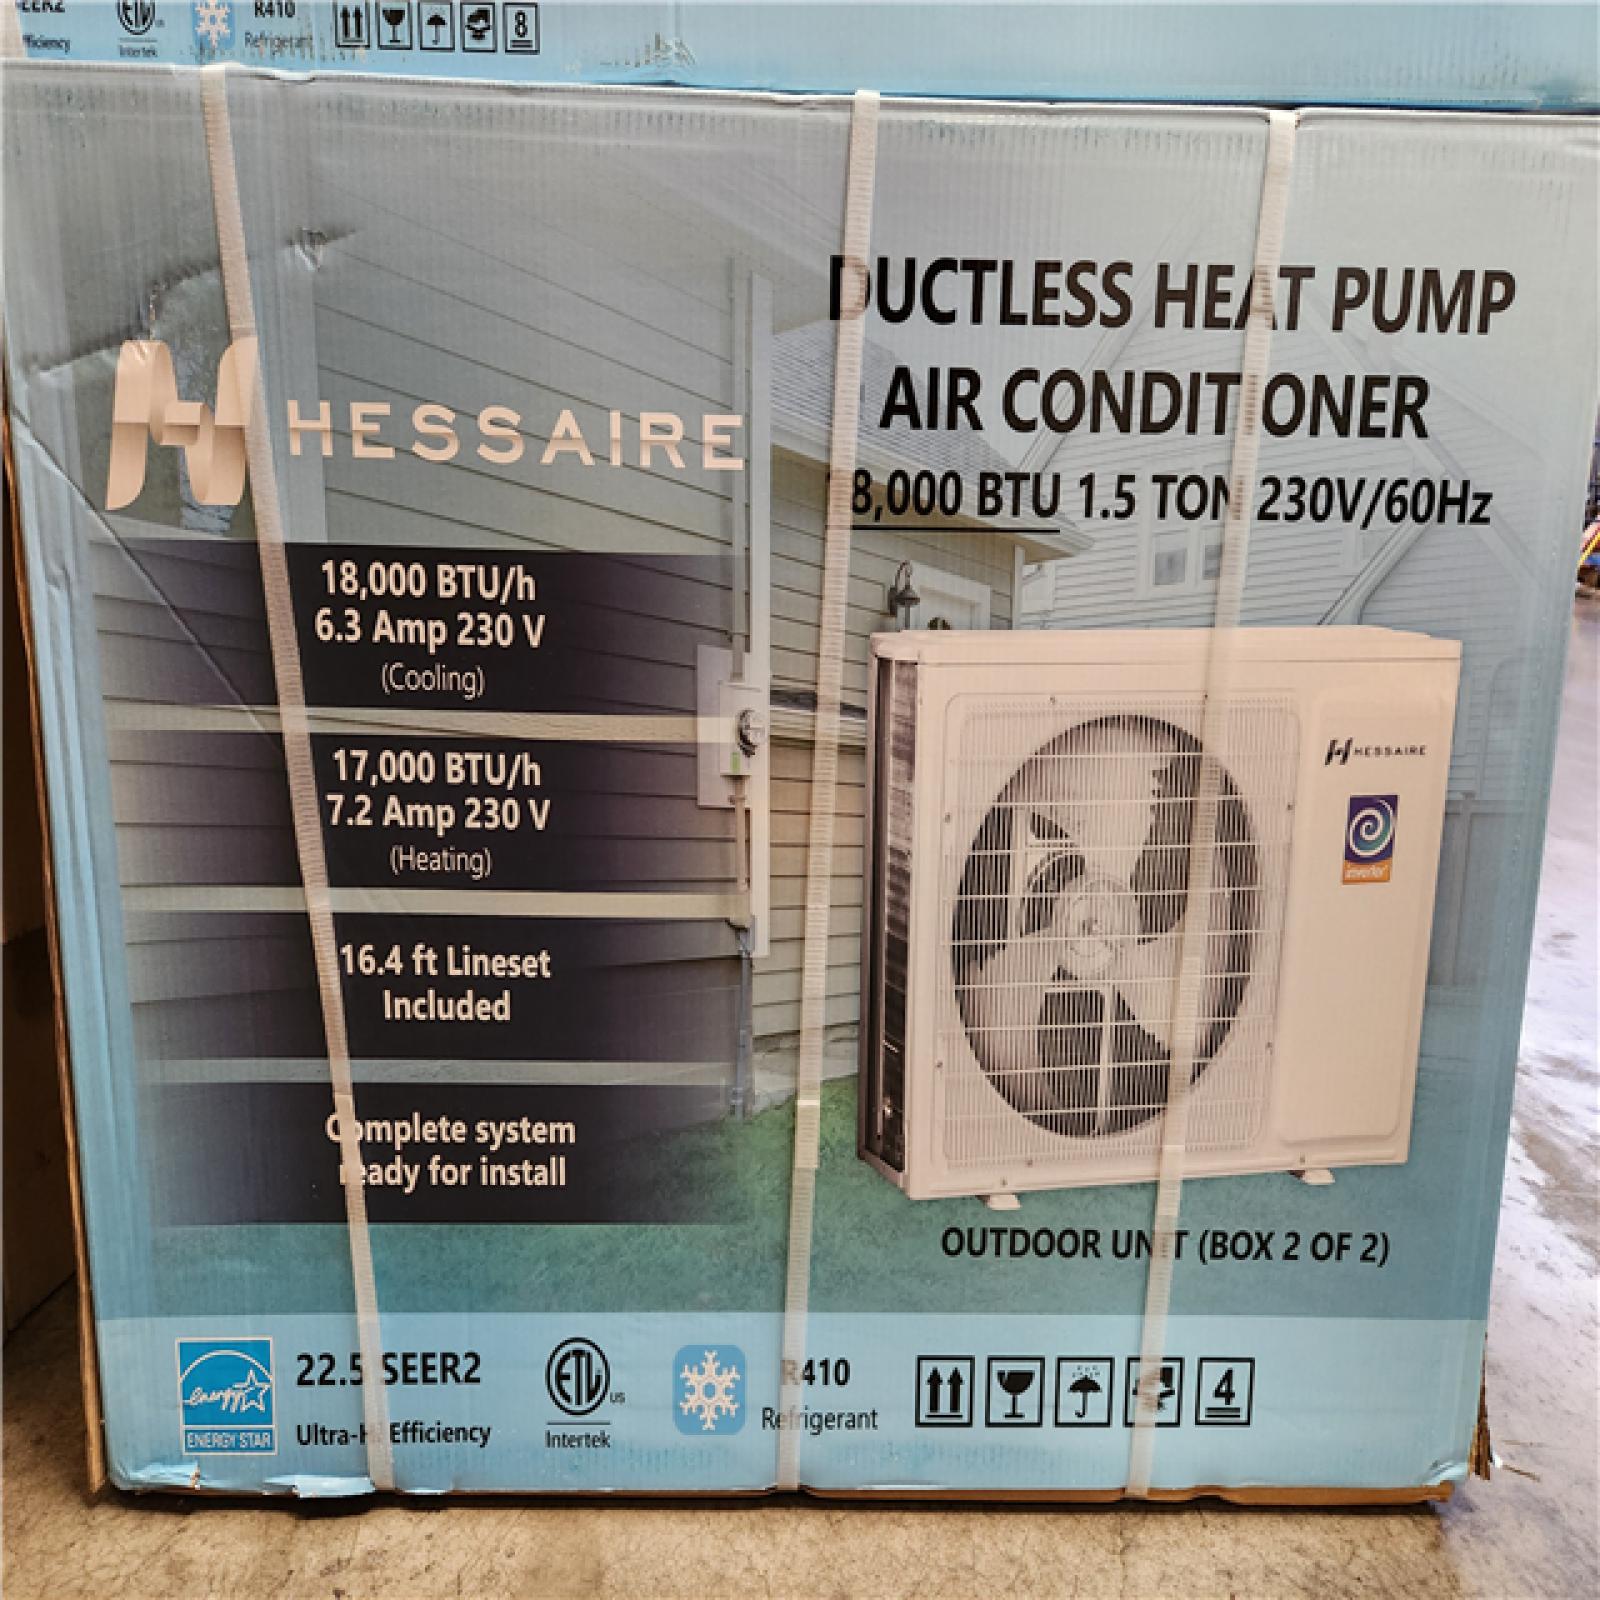 R410
Refrigerant
Intertek
8
HESSAIRE
DUCTLESS HEAT PUMP
AIR CONDITIONER
8,000 BTU 1.5 TON 230V/60Hz
18,000 BTU/h
6.3 Amp 230 V
(Cooling)
17,000 BTU/h
7.2 Amp 230 V
(Heating)
16.4 ft Lineset
Included
Complete system
ready for install
HESSAIRE
inverter
OUTDOOR UNIT (BOX 2 OF 2)
energy
ENERGY STAR
22.5 SEER2
Ultra-Hi Efficiency
ETL
US
Intertek
R410
Refrigerant
4